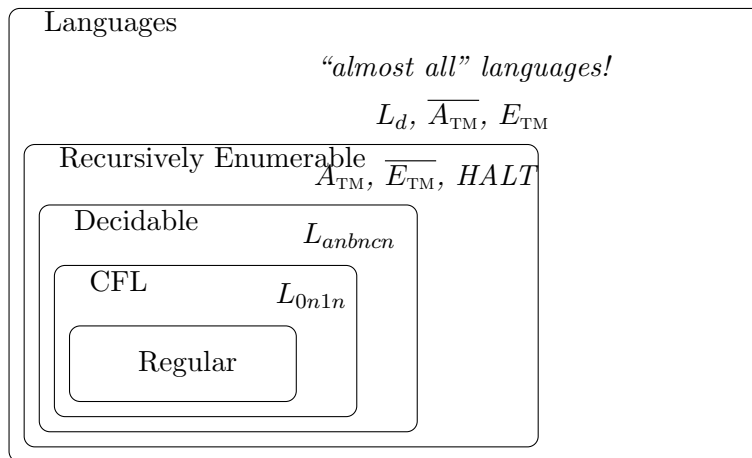 Languages
“almost all” languages!
L_d, \overline{A_{TM}}, E_{TM}
Recursively Enumerable
A_{TM}, \overline{E_{TM}}, HALT
Decidable
L_{anbncn}
CFL
L_{0n1n}
Regular